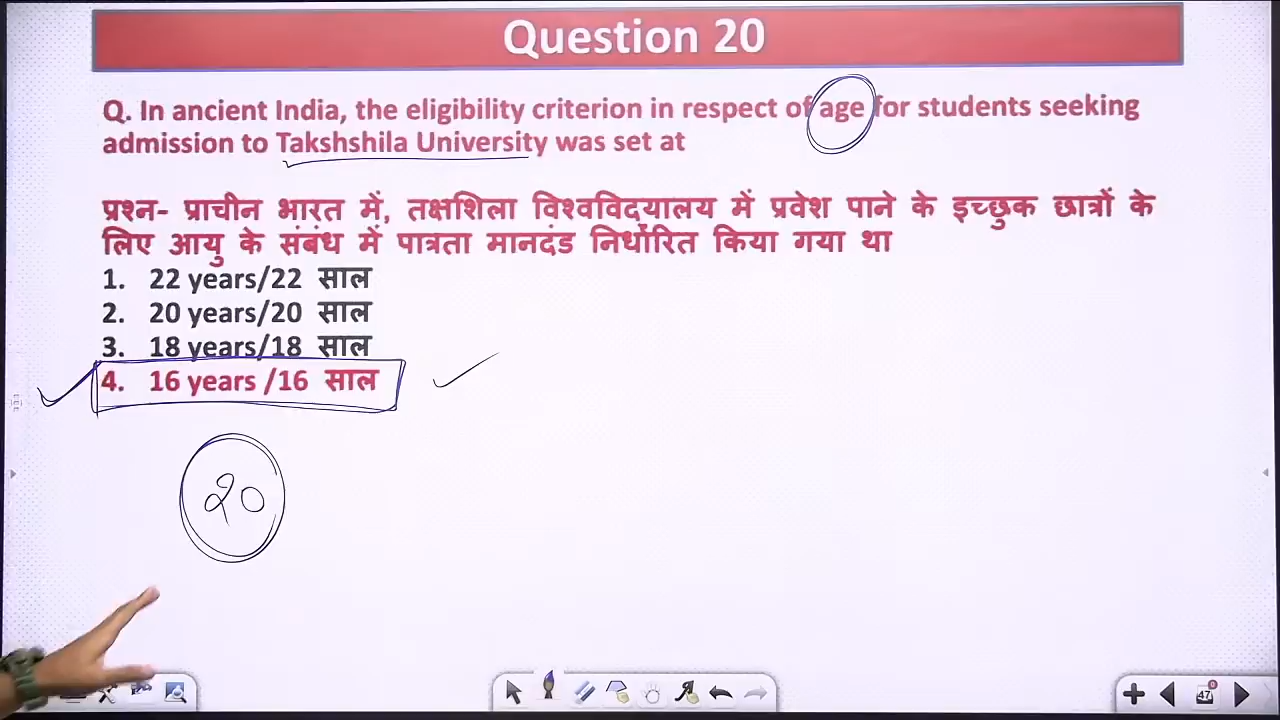 Question 20
Q. In ancient India, the eligibility criterion in respect of age for students seeking
admission to Takshshila University was set at
प्रश्न- प्राचीन भारत में, तक्षशिला विश्वविद्यालय में प्रवेश पाने के इच्छुक छात्रों के
लिए आयु के संबंध में पात्रता मानदंड निर्धारित किया गया था
1. 22 years/22 साल
2. 20 years/20 साल
3. 18 years/18 साल
4. 16 years /16 साल
२०
47